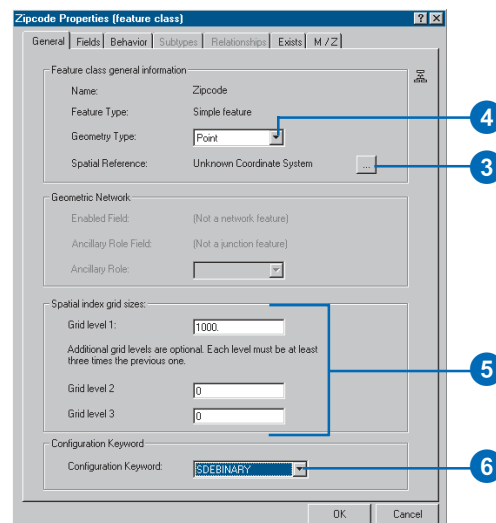 Zipcode Properties (feature class)
General Fields Behavior Subtypes Relationships Exists M / Z
Feature class general information
Name: Zipcode
Feature Type: Simple feature
Geometry Type: Point
4
Spatial Reference: Unknown Coordinate System ...
3
Geometric Network
Enabled Field: (Not a network feature)
Ancillary Role Field: (Not a junction feature)
Ancillary Role:
Spatial index grid sizes:
Grid level 1: 1000.
Additional grid levels are optional. Each level must be at least
three times the previous one.
5
Grid level 2 0
Grid level 3 0
Configuration Keyword
Configuration Keyword: SDEBINARY
6
OK Cancel